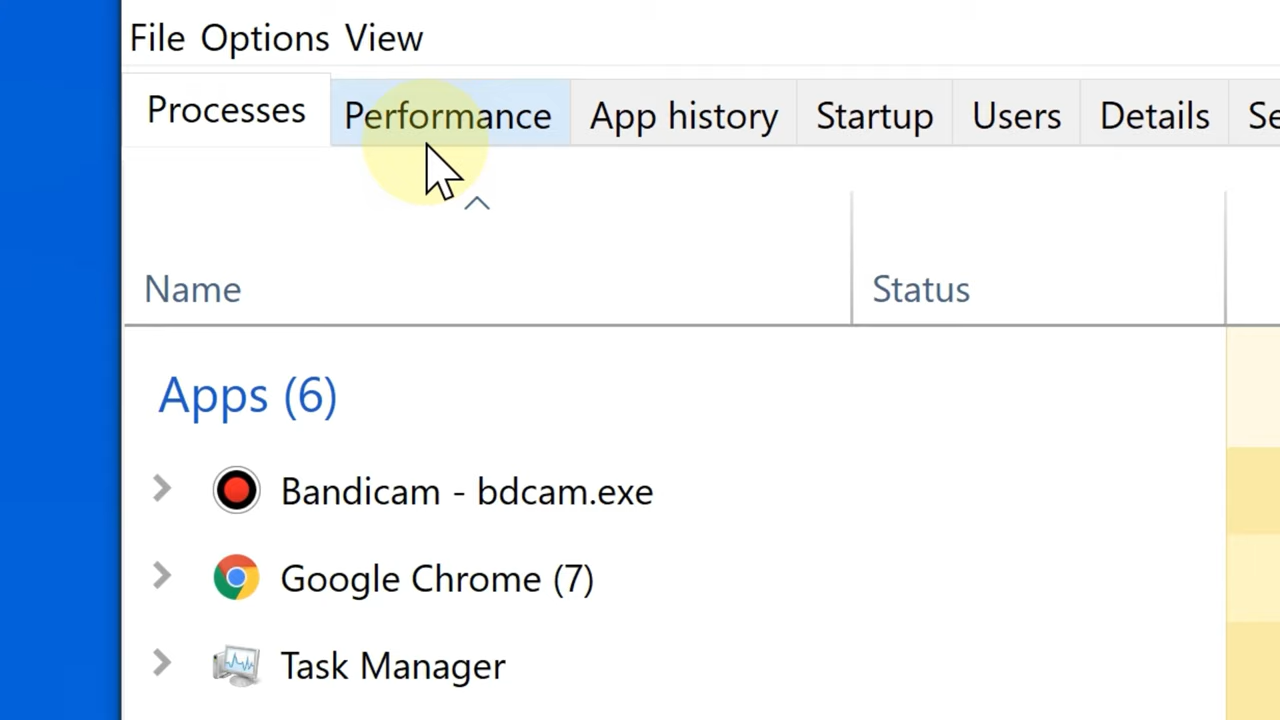 File Options View
Processes Performance App history Startup Users Details
Name Status
Apps (6)
Bandicam - bdcam.exe
Google Chrome (7)
Task Manager